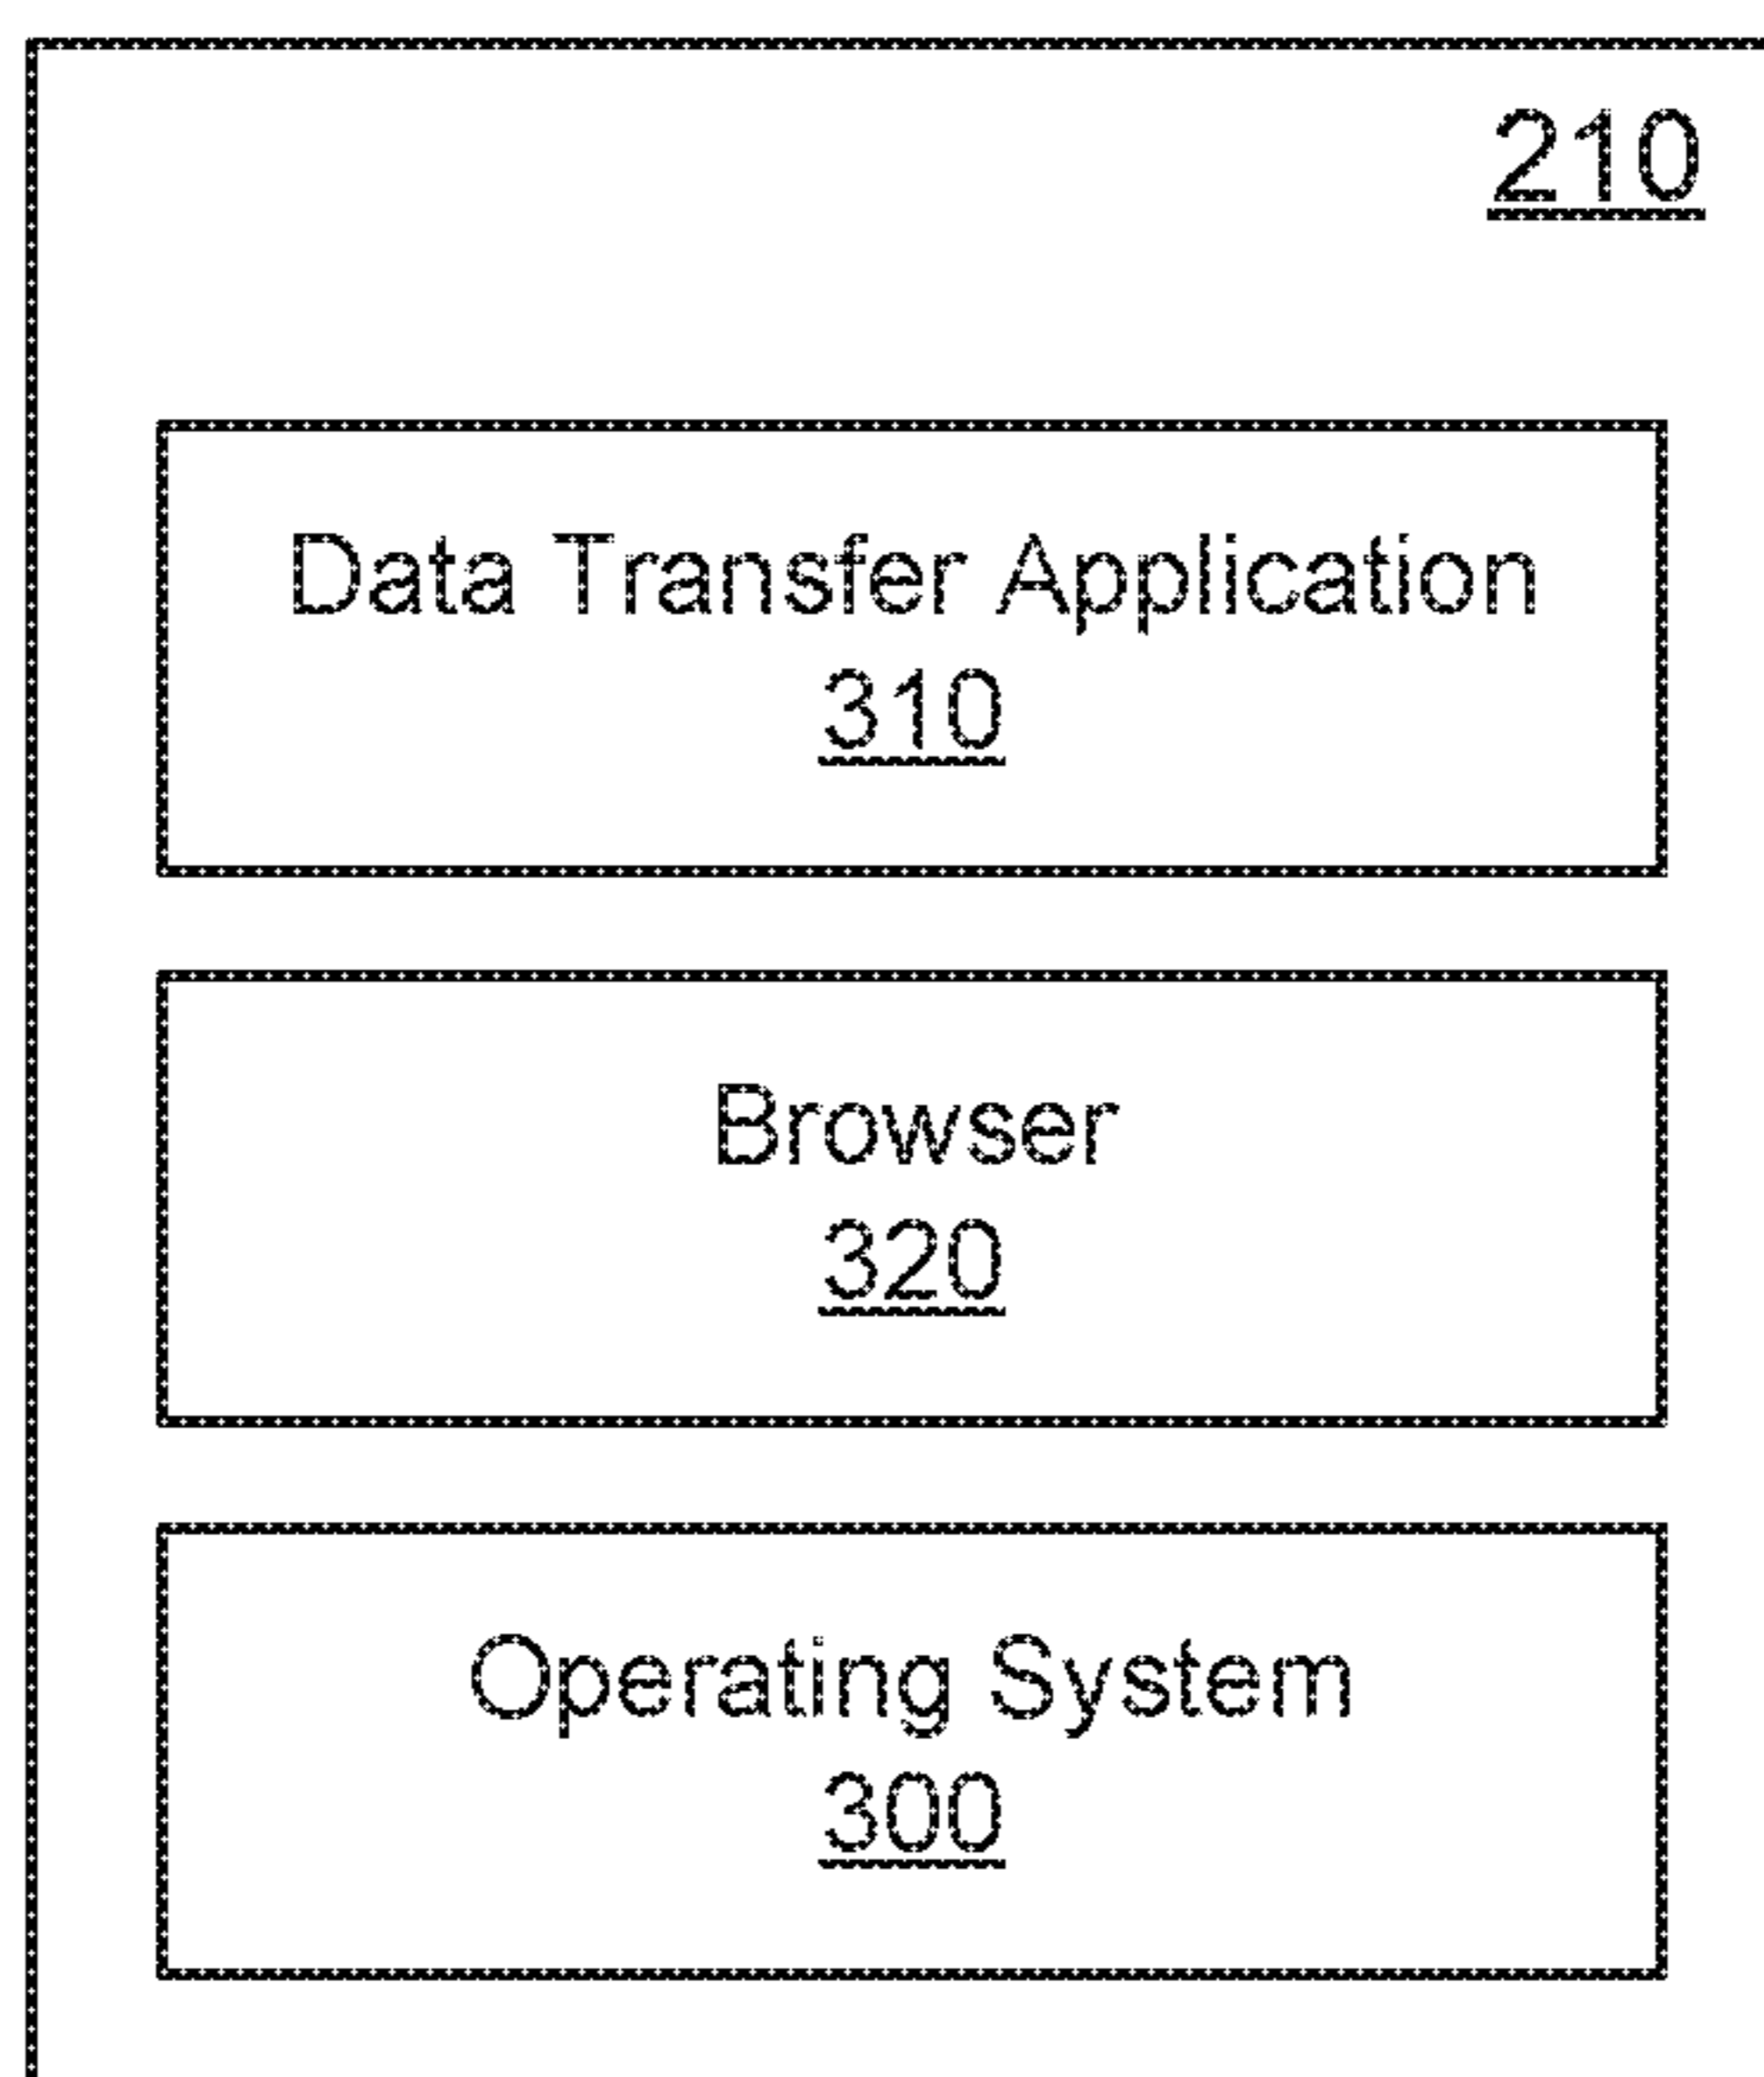 210
Data Transfer Application
310
Browser
320
Operating System
300